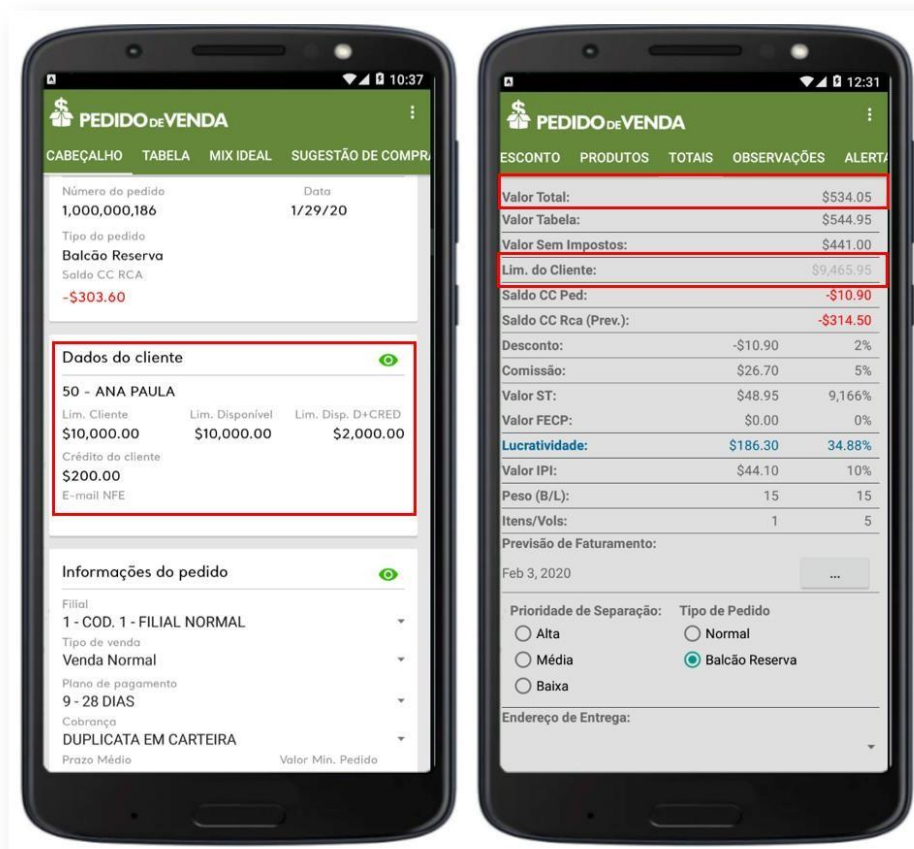 10:37
PEDIDO DE VENDA
CABEÇALHO TABELA MIX IDEAL SUGESTÃO DE COMPR
Número do pedido Data
1,000,000,186 1/29/20
Tipo do pedido
Balcão Reserva
Saldo CC RCA
-$303.60
Dados do cliente
50 - ANA PAULA
Lim. Cliente Lim. Disponível Lim. Disp. D+CRED
$10,000.00 $10,000.00 $2,000.00
Crédito do cliente
$200.00
E-mail NFE
Informações do pedido
Filial
1 - COD. 1 - FILIAL NORMAL
Tipo de venda
Venda Normal
Plano de pagamento
9 - 28 DIAS
Cobrança
DUPLICATA EM CARTEIRA
Prazo Médio Valor Min. Pedido
12:31
PEDIDO DE VENDA
ESCONTO PRODUTOS TOTAIS OBSERVAÇÕES ALERTA
Valor Total: $534.05
Valor Tabela: $544.95
Valor Sem Impostos: $441.00
Lim. do Cliente: $9,465.95
Saldo CC Ped: -$10.90
Saldo CC Rca (Prev.): -$314.50
Desconto: -$10.90 2%
Comissão: $26.70 5%
Valor ST: $48.95 9,166%
Valor FECP: $0.00 0%
Lucratividade: $186.30 34.88%
Valor IPI: $44.10 10%
Peso (B/L): 15 15
Itens/Vols: 1 5
Previsão de Faturamento:
Feb 3, 2020 ...
Prioridade de Separação: Tipo de Pedido
Alta Normal
Média Balcão Reserva
Baixa
Endereço de Entrega: